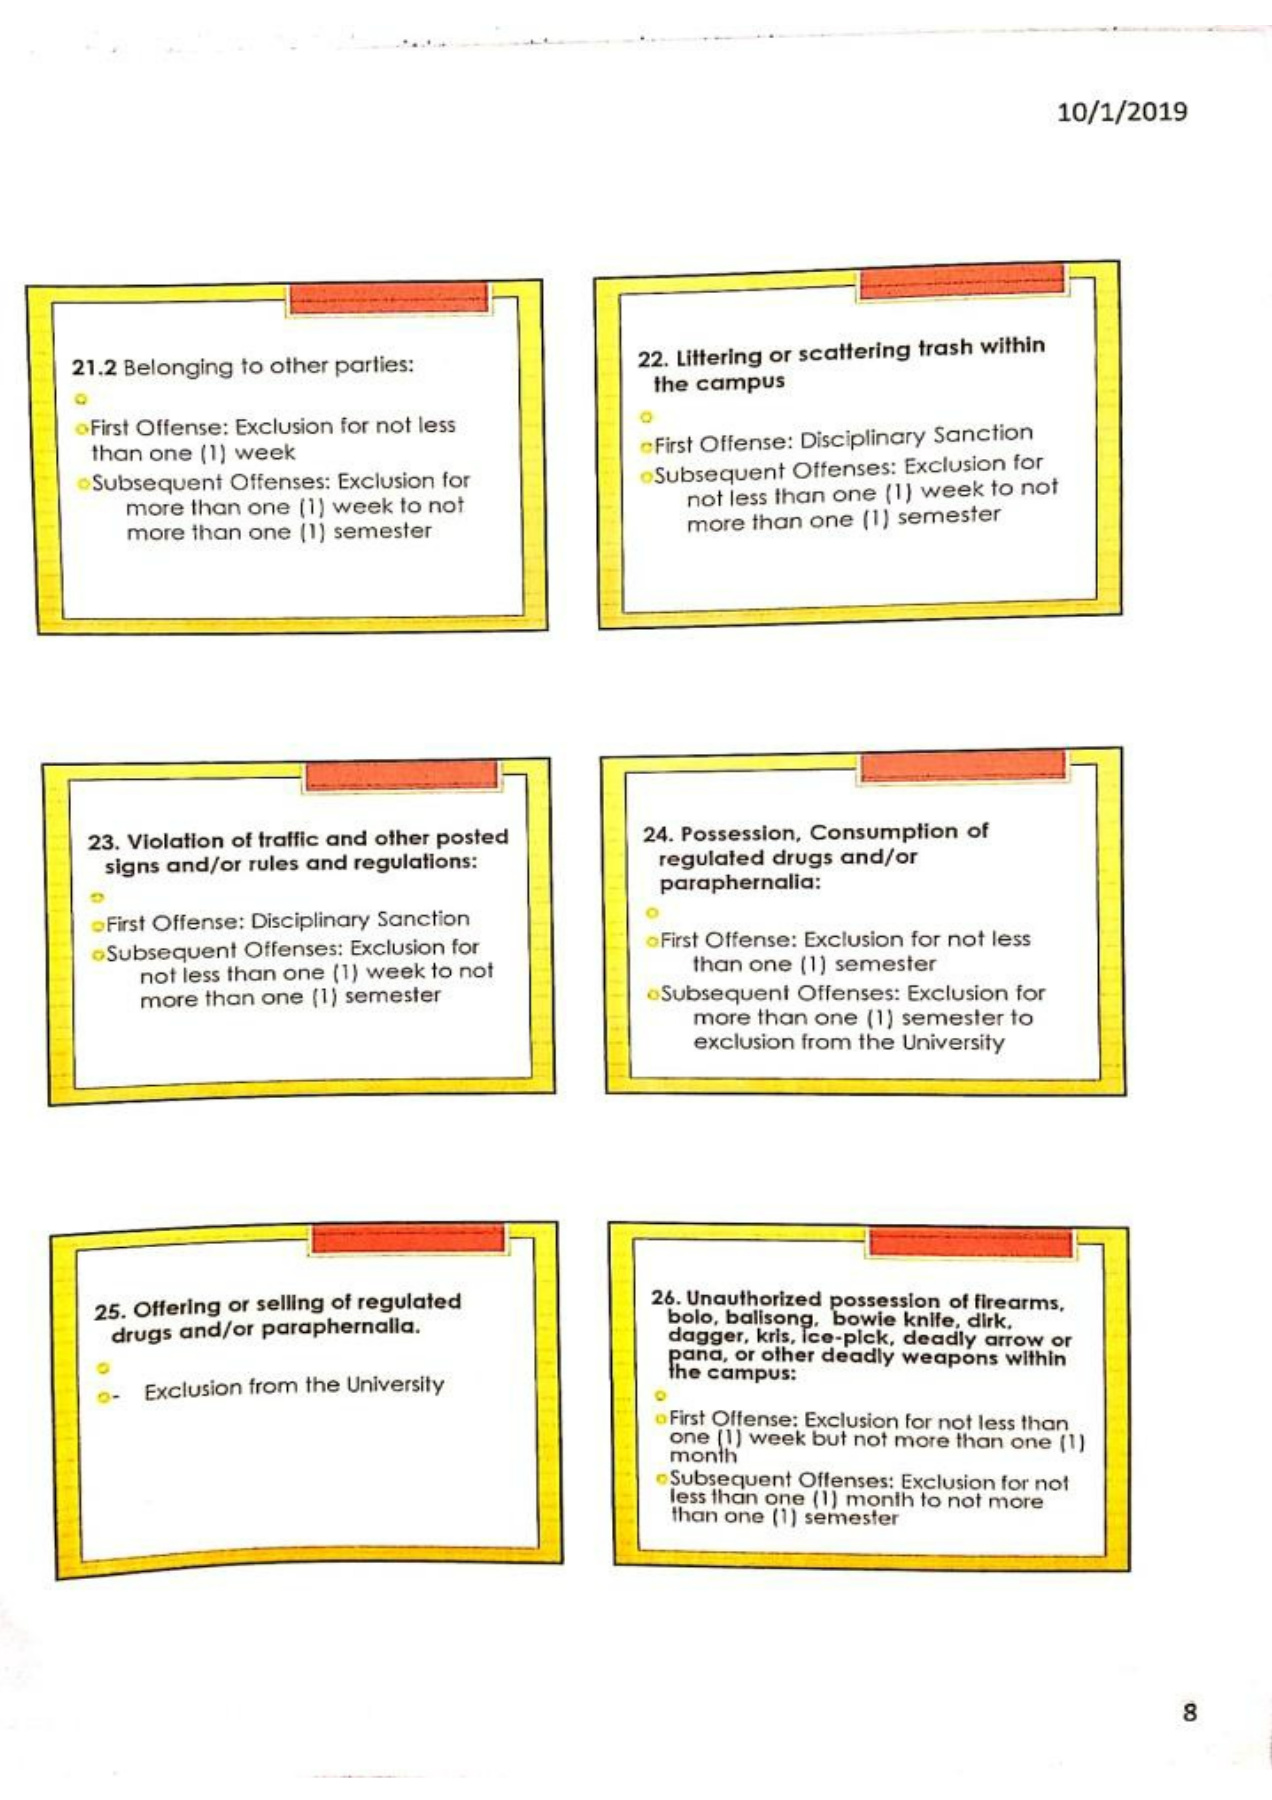 10/1/2019
21.2 Belonging to other parties:
First Offense: Exclusion for not less
than one (1) week
Subsequent Offenses: Exclusion for
more than one (1) week to not
more than one (1) semester
22. Littering or scattering trash within
the campus
First Offense: Disciplinary Sanction
Subsequent Offenses: Exclusion for
not less than one (1) week to not
more than one (1) semester
23. Violation of traffic and other posted
signs and/or rules and regulations:
First Offense: Disciplinary Sanction
Subsequent Offenses: Exclusion for
not less than one (1) week to not
more than one (1) semester
24. Possession, Consumption of
regulated drugs and/or
paraphernalia:
First Offense: Exclusion for not less
than one (1) semester
Subsequent Offenses: Exclusion for
more than one (1) semester to
exclusion from the University
25. Offering or selling of regulated
drugs and/or paraphernalia.
- Exclusion from the University
26. Unauthorized possession of firearms,
bolo, balisong, bowie knife, dirk,
dagger, kris, ice-pick, deadly arrow or
pana, or other deadly weapons within
the campus:
First Offense: Exclusion for not less than
one (1) week but not more than one (1)
month
Subsequent Offenses: Exclusion for not
less than one (1) month to not more
than one (1) semester
8